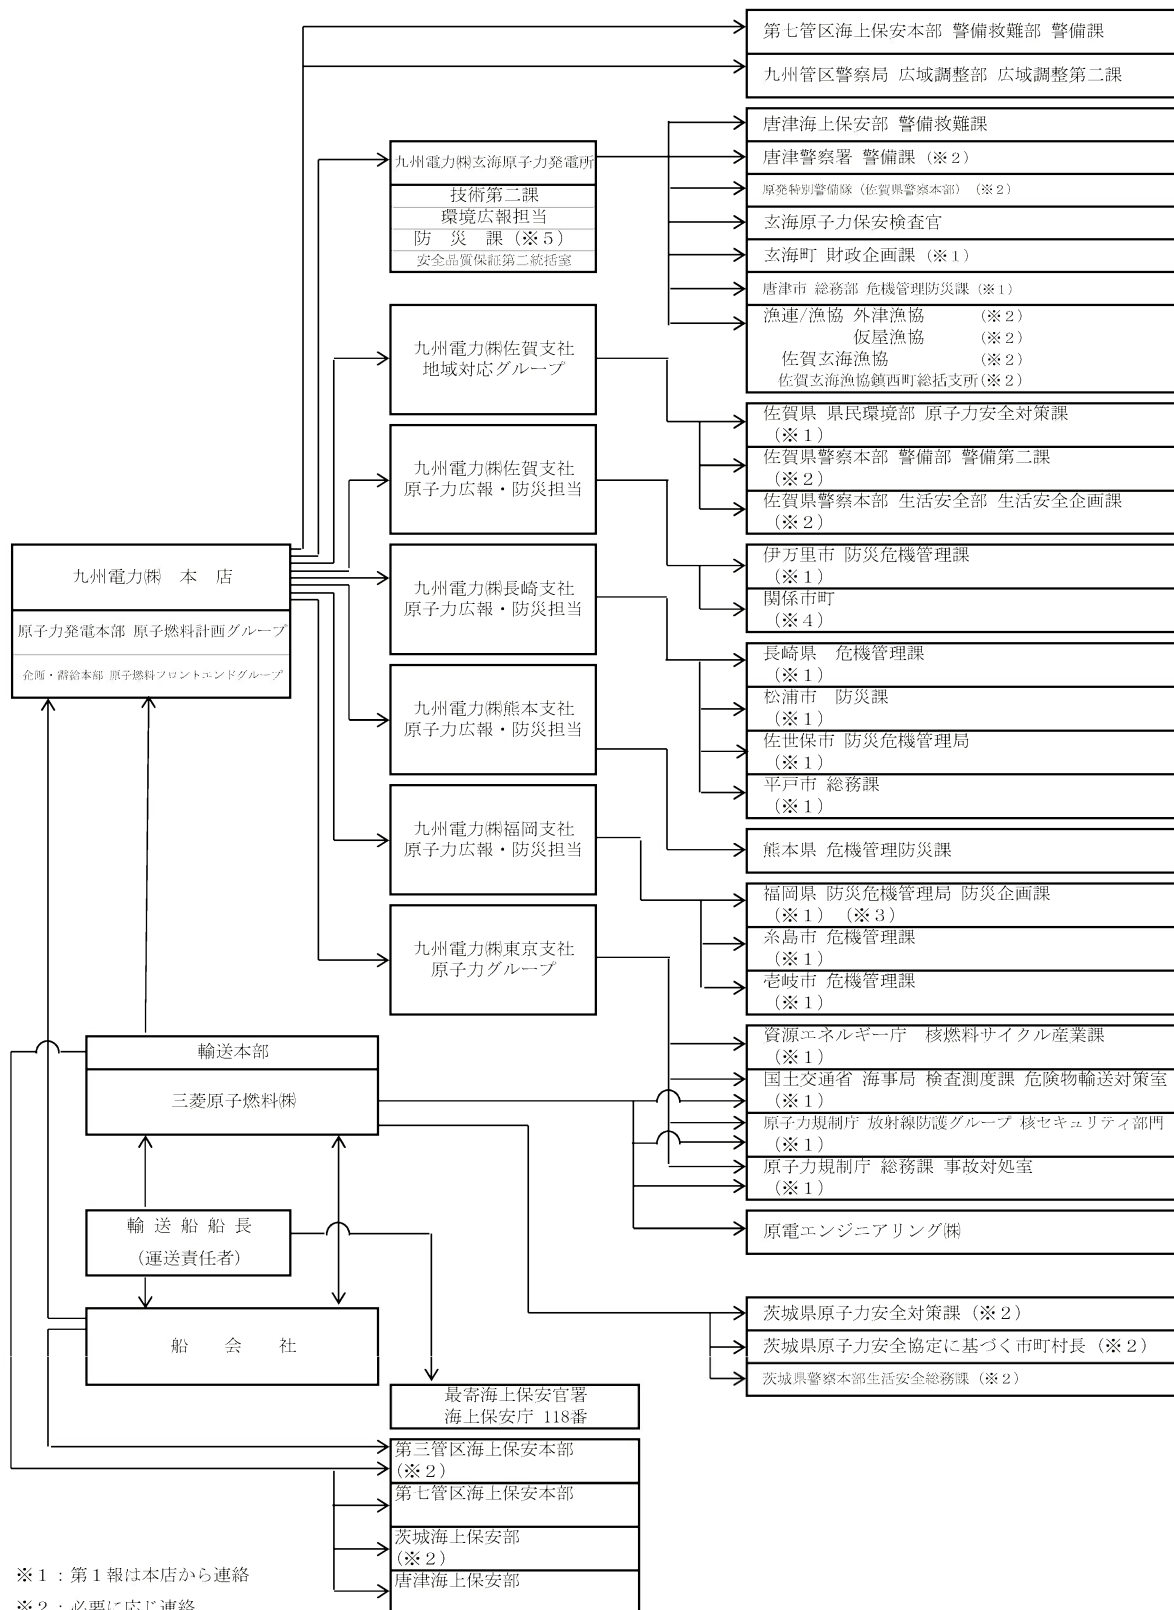 第七管区海上保安本部 警備救難部 警備課
九州管区警察局 広域調整部 広域調整第二課
唐津海上保安部 警備救難課
唐津警察署 警備課 (※2)
原発特別警備隊 (佐賀県警察本部) (※2)
玄海原子力保安検査官
玄海町 財政企画課 (※1)
唐津市 総務部 危機管理防災課 (※1)
漁連/漁協 外津漁協 (※2)
仮屋漁協 (※2)
佐賀玄海漁協 (※2)
佐賀玄海漁協鎮西町総括支所(※2)
九州電力㈱玄海原子力発電所
技術第二課
環境広報担当
防 災 課 (※5)
安全品質保証第二統括室
九州電力㈱佐賀支社
地域対応グループ
佐賀県 県民環境部 原子力安全対策課
(※1)
佐賀県警察本部 警備部 警備第二課
(※2)
佐賀県警察本部 生活安全部 生活安全企画課
(※2)
九州電力㈱佐賀支社
原子力広報・防災担当
伊万里市 防災危機管理課
(※1)
関係市町
(※4)
九州電力㈱ 本 店
原子力発電本部 原子燃料計画グループ
企画・需給本部 原子燃料フロントエンドグループ
九州電力㈱長崎支社
原子力広報・防災担当
長崎県 危機管理課
(※1)
松浦市 防災課
(※1)
佐世保市 防災危機管理局
(※1)
平戸市 総務課
(※1)
九州電力㈱熊本支社
原子力広報・防災担当
熊本県 危機管理防災課
九州電力㈱福岡支社
原子力広報・防災担当
福岡県 防災危機管理局 防災企画課
(※1) (※3)
糸島市 危機管理課
(※1)
壱岐市 危機管理課
(※1)
九州電力㈱東京支社
原子力グループ
資源エネルギー庁 核燃料サイクル産業課
(※1)
国土交通省 海事局 検査測度課 危険物輸送対策室
(※1)
原子力規制庁 放射線防護グループ 核セキュリティ部門
(※1)
原子力規制庁 総務課 事故対処室
(※1)
原電エンジニアリング㈱
輸送本部
三菱原子燃料㈱
輸 送 船 船 長
(運送責任者)
船 会 社
茨城県原子力安全対策課 (※2)
茨城県原子力安全協定に基づく市町村長 (※2)
茨城県警察本部生活安全総務課 (※2)
最寄海上保安官署
海上保安庁 118番
第三管区海上保安本部
(※2)
第七管区海上保安本部
茨城海上保安部
(※2)
唐津海上保安部
※1：第1報は本店から連絡
※2：必要に応じ連絡